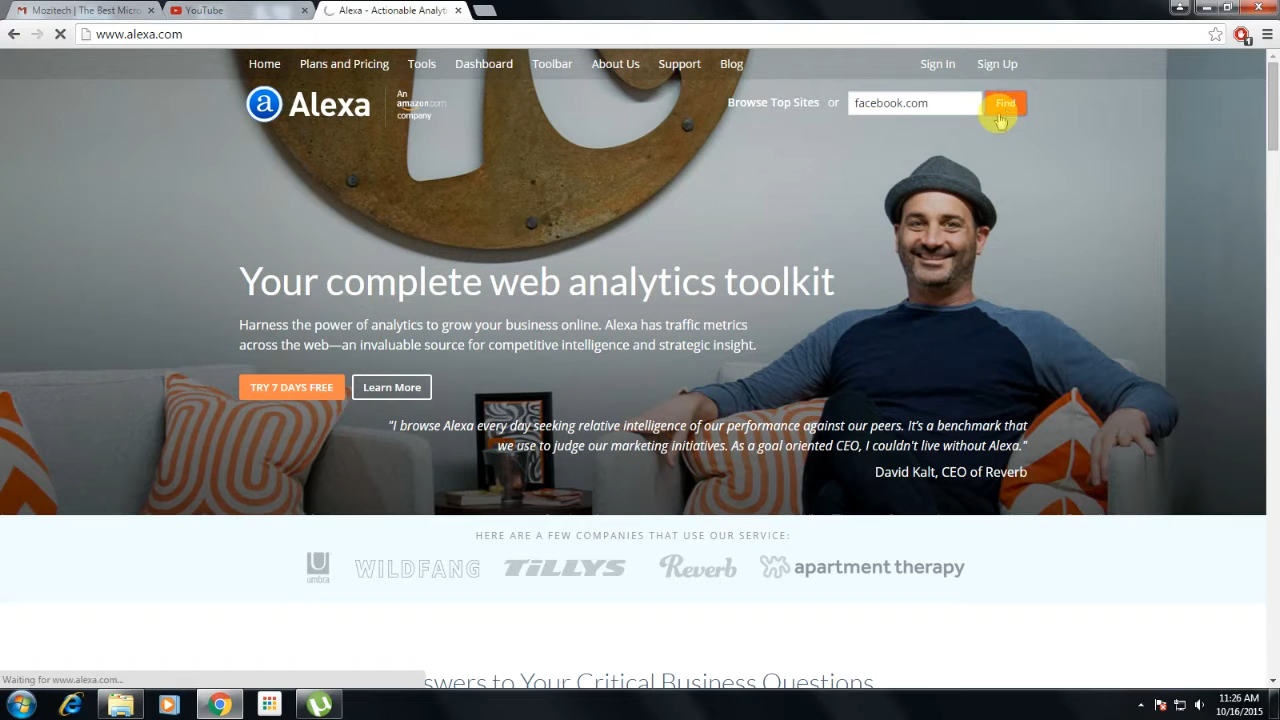 Mozitech | The Best Micro
YouTube
Alexa - Actionable Analyt
www.alexa.com
1
Home Plans and Pricing Tools Dashboard Toolbar About Us Support Blog Sign In Sign Up
a Alexa
An
amazon.com
company
Browse Top Sites or facebook.com Find
Your complete web analytics toolkit
Harness the power of analytics to grow your business online. Alexa has traffic metrics
across the web—an invaluable source for competitive intelligence and strategic insight.
TRY 7 DAYS FREE Learn More
"I browse Alexa every day seeking relative intelligence of our performance against our peers. It's a benchmark that
we use to judge our marketing initiatives. As a goal oriented CEO, I couldn't live without Alexa."
David Kalt, CEO of Reverb
HERE ARE A FEW COMPANIES THAT USE OUR SERVICE:
umbra WILDFANG TiLLYS Reverb apartment therapy
swers to Your Critical Business Questions
Waiting for www.alexa.com...
11:26 AM
10/16/2015